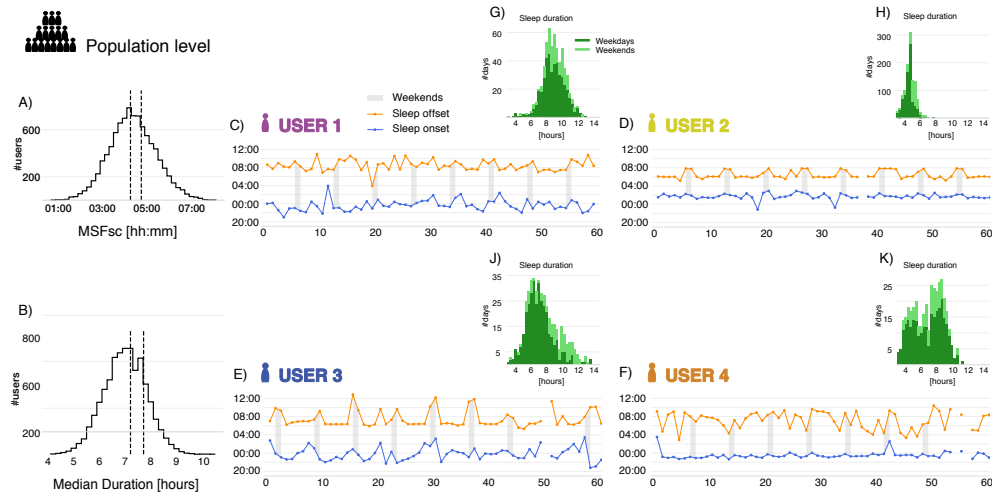 Population level
A)
600
200
#users
01:00 03:00 05:00 07:00
MSFsc [hh:mm]
B)
800
600
200
#users
4 5 6 7 8 9 10
Median Duration [hours]
Weekends
Sleep offset
Sleep onset
C) USER 1
12:00
08:00
04:00
00:00
20:00
0 10 20 30 40 50 60
G)
Sleep duration
Weekdays
Weekends
60
40
20
#days
4 6 8 10 12 14
[hours]
D) USER 2
12:00
08:00
04:00
00:00
20:00
0 10 20 30 40 50 60
H)
Sleep duration
300
200
100
#days
4 6 8 10 12 14
[hours]
E) USER 3
12:00
08:00
04:00
00:00
20:00
0 10 20 30 40 50 60
J)
Sleep duration
35
25
15
5
#days
4 6 8 10 12 14
[hours]
F) USER 4
12:00
08:00
04:00
00:00
20:00
0 10 20 30 40 50 60
K)
Sleep duration
25
15
5
#days
4 6 8 10 12 14
[hours]